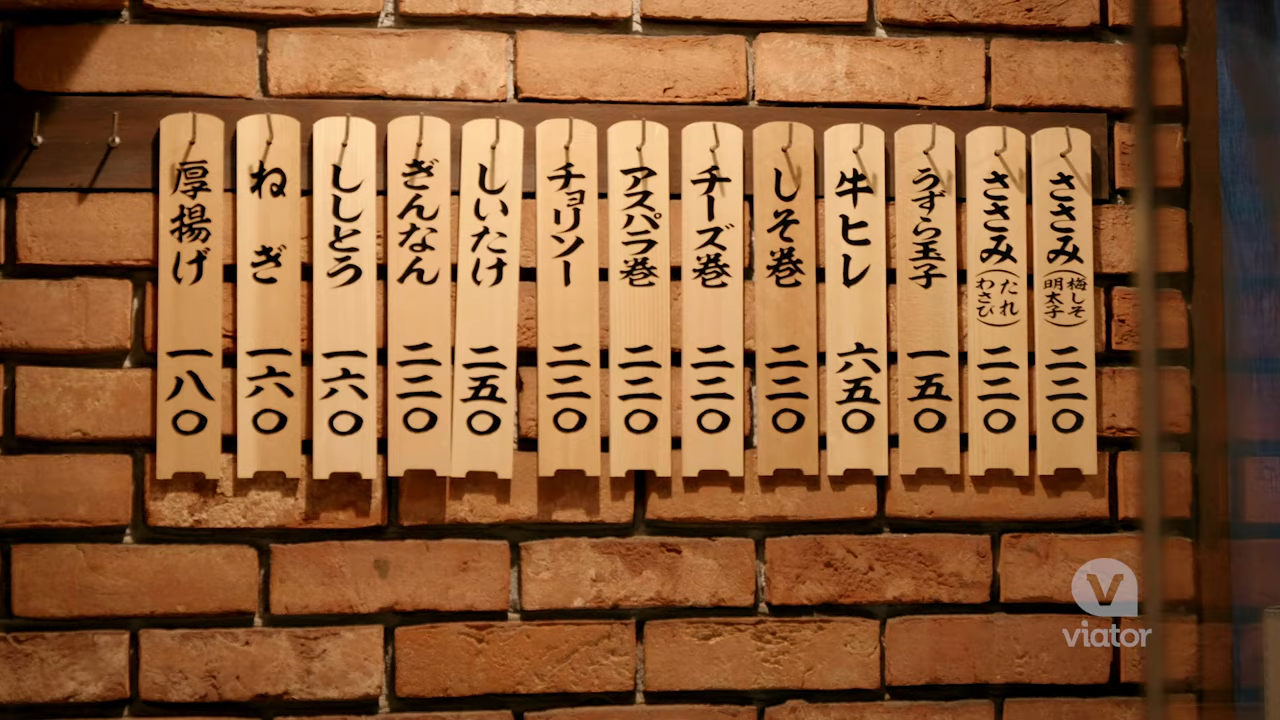 ささみ(梅しそ 明太子) 二二〇
ささみ(たれ わさび) 二二〇
うずら玉子 一五〇
牛ヒレ 六五〇
しそ巻 二二〇
チーズ巻 二二〇
アスパラ巻 二二〇
チョリソー 二二〇
しいたけ 二五〇
ぎんなん 二二〇
ししとう 一六〇
ねぎ 一六〇
厚揚げ 一八〇
viator